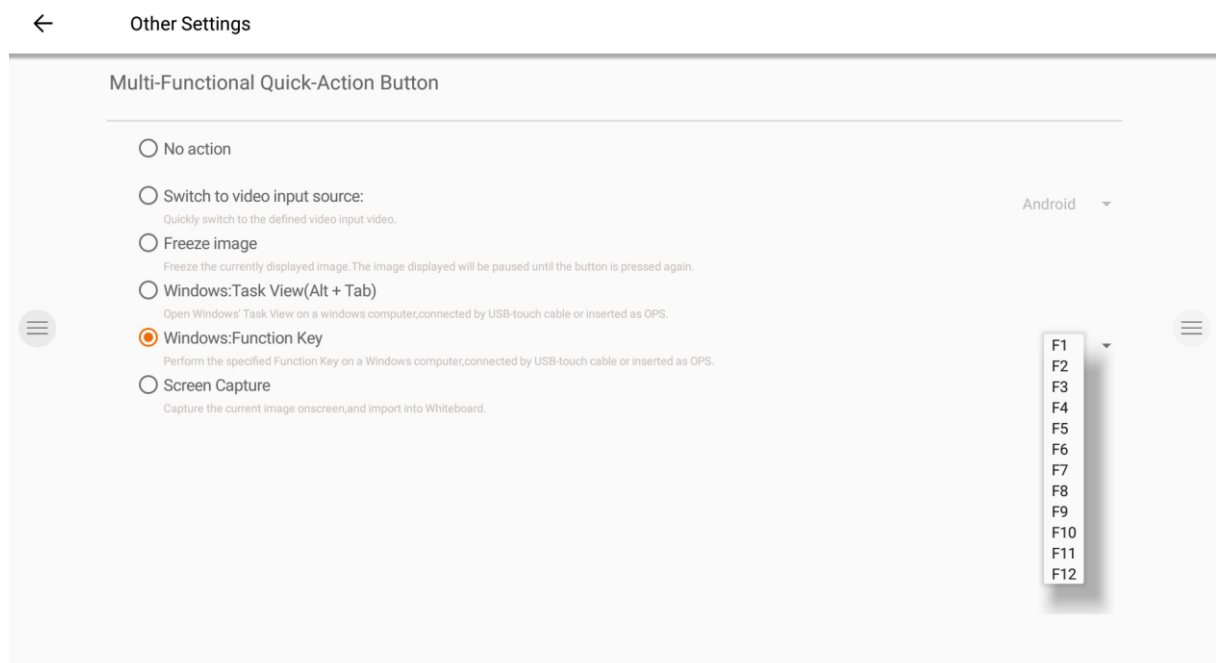 Other Settings
Multi-Functional Quick-Action Button
No action
Switch to video input source:
Android
Quickly switch to the defined video input video.
Freeze image
Freeze the currently displayed image.The image displayed will be paused until the button is pressed again.
Windows:Task View(Alt + Tab)
Open Windows' Task View on a windows computer,connected by USB-touch cable or inserted as OPS.
Windows:Function Key
Perform the specified Function Key on a Windows computer,connected by USB-touch cable or inserted as OPS.
Screen Capture
Capture the current image onscreen,and import into Whiteboard.
F1
F2
F3
F4
F5
F6
F7
F8
F9
F10
F11
F12